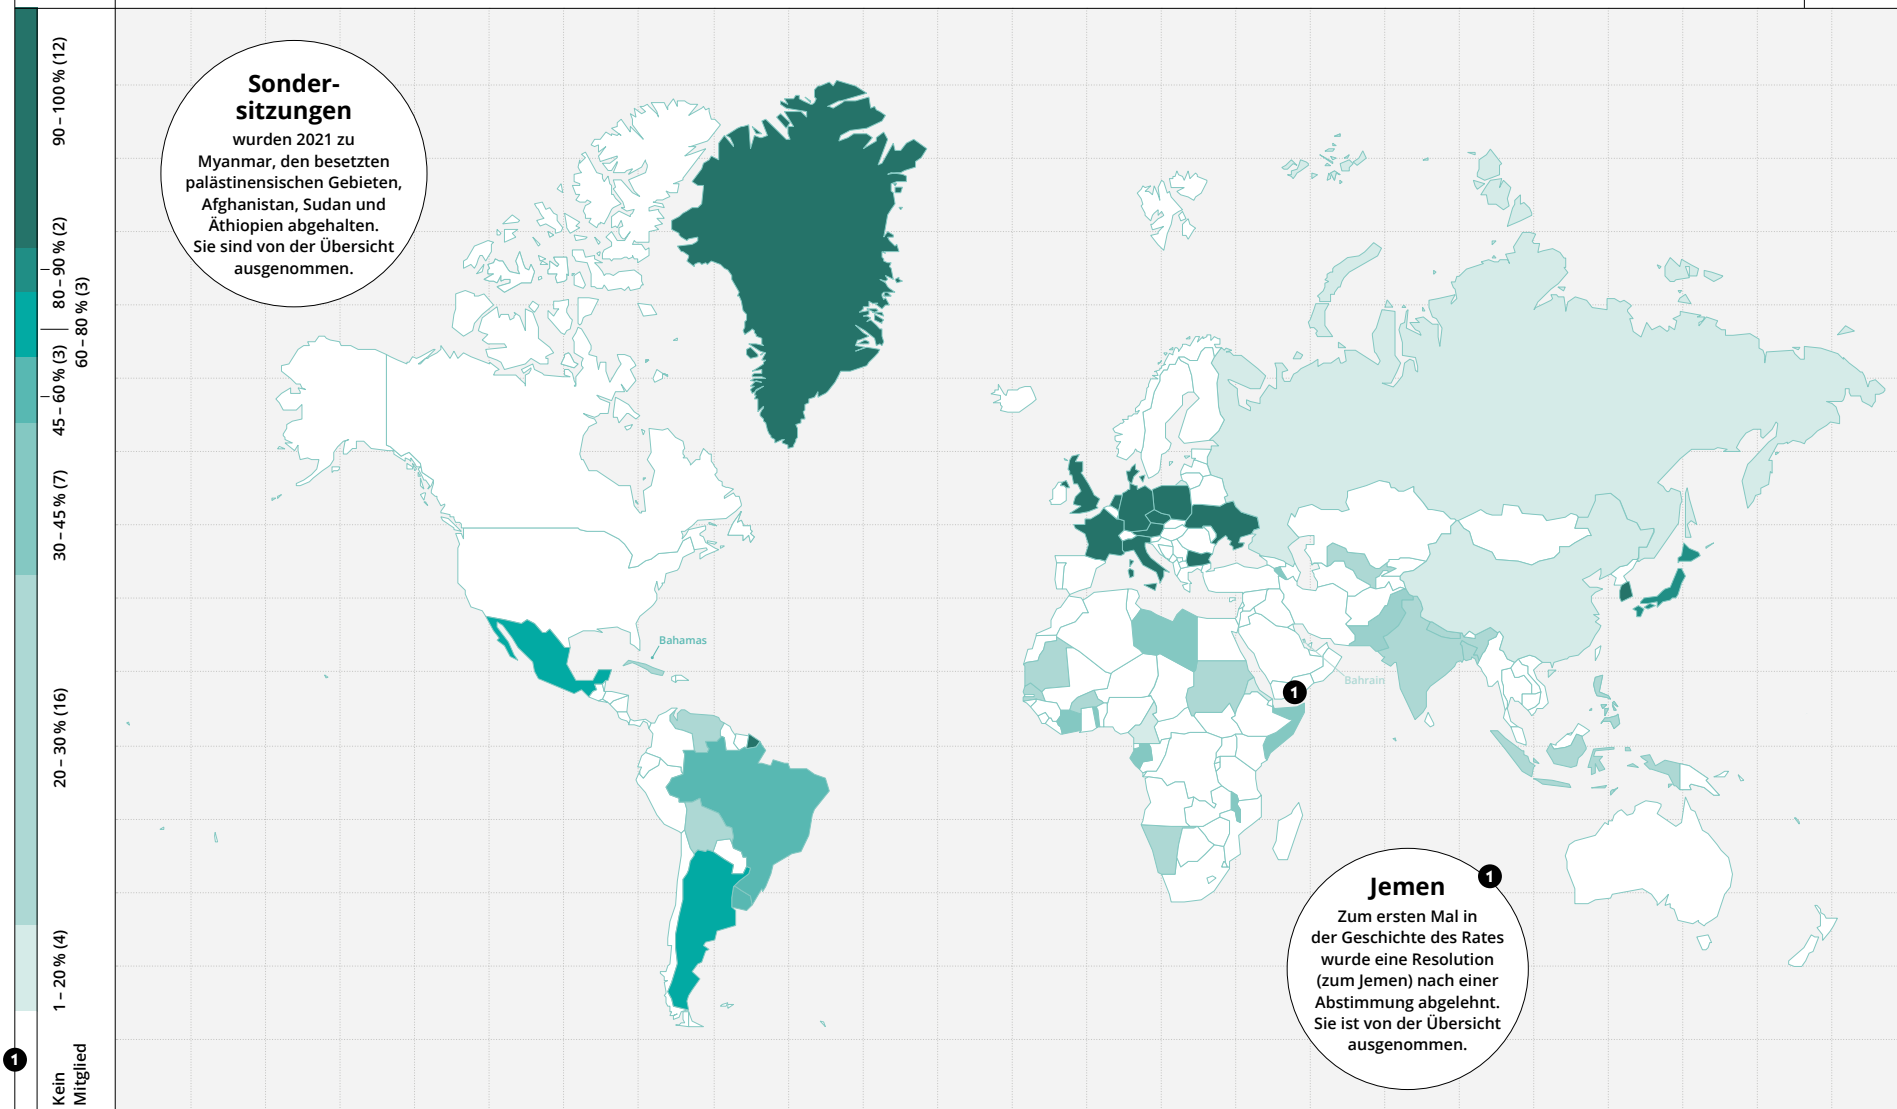 90 – 100 % (12)
80 – 90 % (2)
60 – 80 % (3)
45 – 60 % (3)
30 – 45 % (7)
20 – 30 % (16)
1 – 20 % (4)
Kein
Mitglied
1
Sonder-
sitzungen
wurden 2021 zu
Myanmar, den besetzten
palästinensischen Gebieten,
Afghanistan, Sudan und
Äthiopien abgehalten.
Sie sind von der Übersicht
ausgenommen.
Bahamas
Bahrain
1
1
Jemen
Zum ersten Mal in
der Geschichte des Rates
wurde eine Resolution
(zum Jemen) nach einer
Abstimmung abgelehnt.
Sie ist von der Übersicht
ausgenommen.